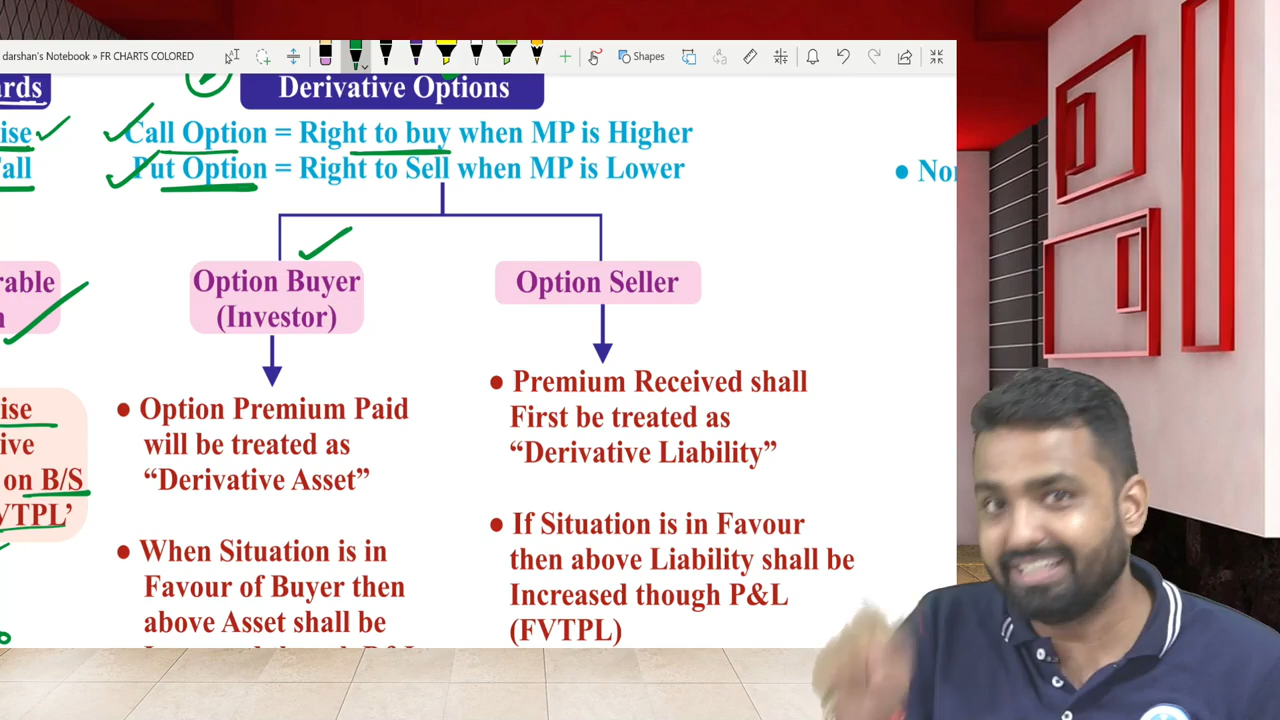 darshan's Notebook » FR CHARTS COLORED
Shapes
Derivative Options
Call Option = Right to buy when MP is Higher
Put Option = Right to Sell when MP is Lower
Option Buyer
(Investor)
● Option Premium Paid
will be treated as
“Derivative Asset”
● When Situation is in
Favour of Buyer then
above Asset shall be
Option Seller
● Premium Received shall
First be treated as
“Derivative Liability”
● If Situation is in Favour
then above Liability shall be
Increased though P&L
(FVTPL)
on B/S